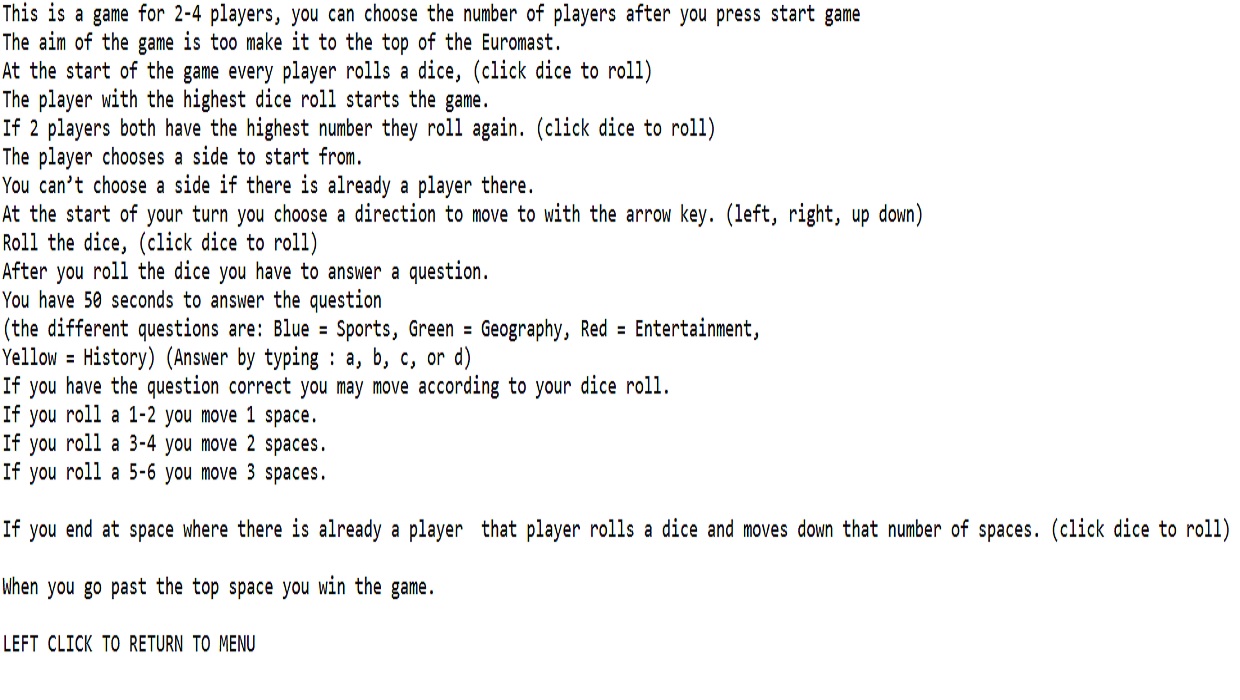 This is a game for 2-4 players, you can choose the number of players after you press start game
The aim of the game is too make it to the top of the Euromast.
At the start of the game every player rolls a dice, (click dice to roll)
The player with the highest dice roll starts the game.
If 2 players both have the highest number they roll again. (click dice to roll)
The player chooses a side to start from.
You can’t choose a side if there is already a player there.
At the start of your turn you choose a direction to move to with the arrow key. (left, right, up down)
Roll the dice, (click dice to roll)
After you roll the dice you have to answer a question.
You have 50 seconds to answer the question
(the different questions are: Blue = Sports, Green = Geography, Red = Entertainment,
Yellow = History) (Answer by typing : a, b, c, or d)
If you have the question correct you may move according to your dice roll.
If you roll a 1-2 you move 1 space.
If you roll a 3-4 you move 2 spaces.
If you roll a 5-6 you move 3 spaces.
If you end at space where there is already a player  that player rolls a dice and moves down that number of spaces. (click dice to roll)
When you go past the top space you win the game.
LEFT CLICK TO RETURN TO MENU